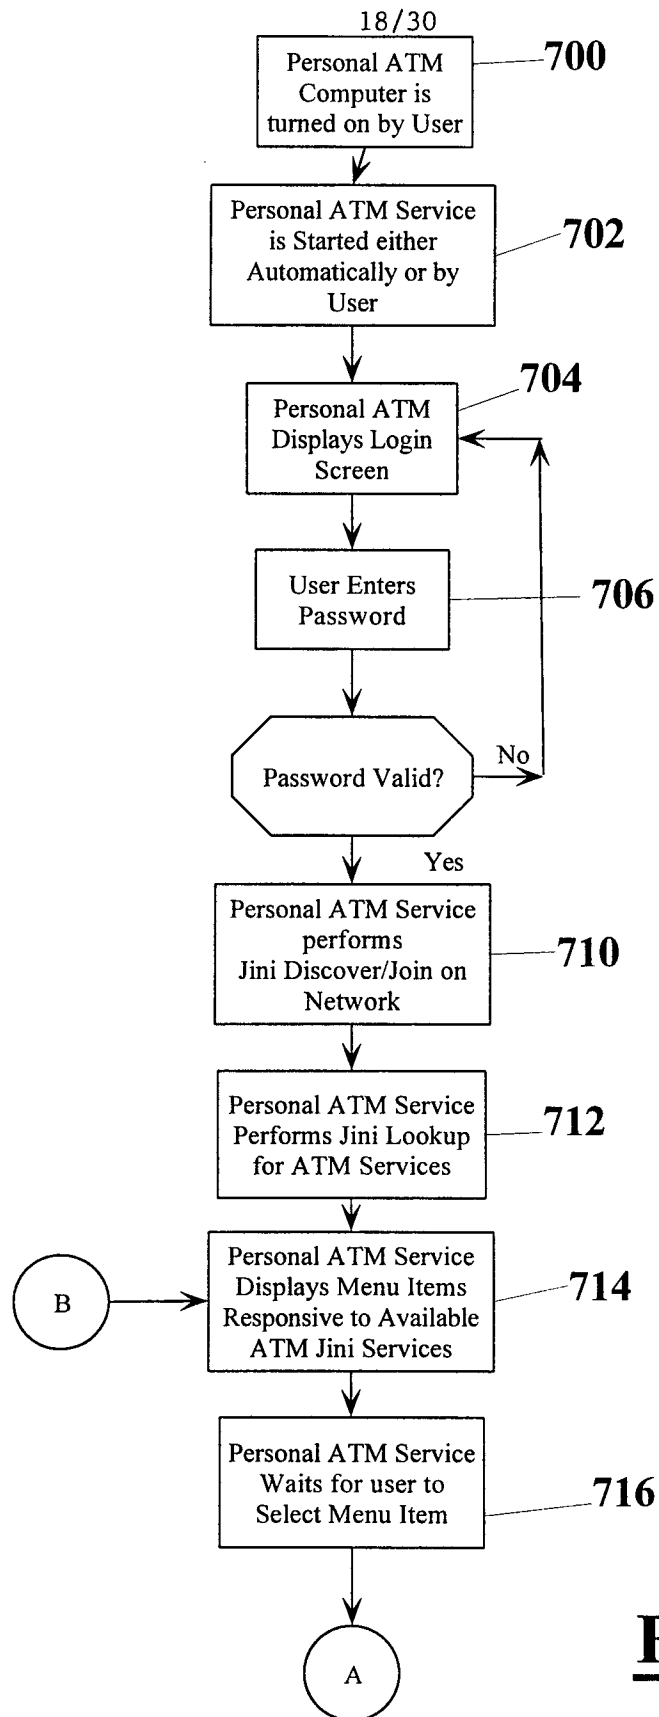 18/30
Personal ATM
Computer is
turned on by User
700
Personal ATM Service
is Started either
Automatically or by
User
702
Personal ATM
Displays Login
Screen
704
User Enters
Password
706
Password Valid?
No
Yes
Personal ATM Service
performs
Jini Discover/Join on
Network
710
Personal ATM Service
Performs Jini Lookup
for ATM Services
712
B
Personal ATM Service
Displays Menu Items
Responsive to Available
ATM Jini Services
714
Personal ATM Service
Waits for user to
Select Menu Item
716
A